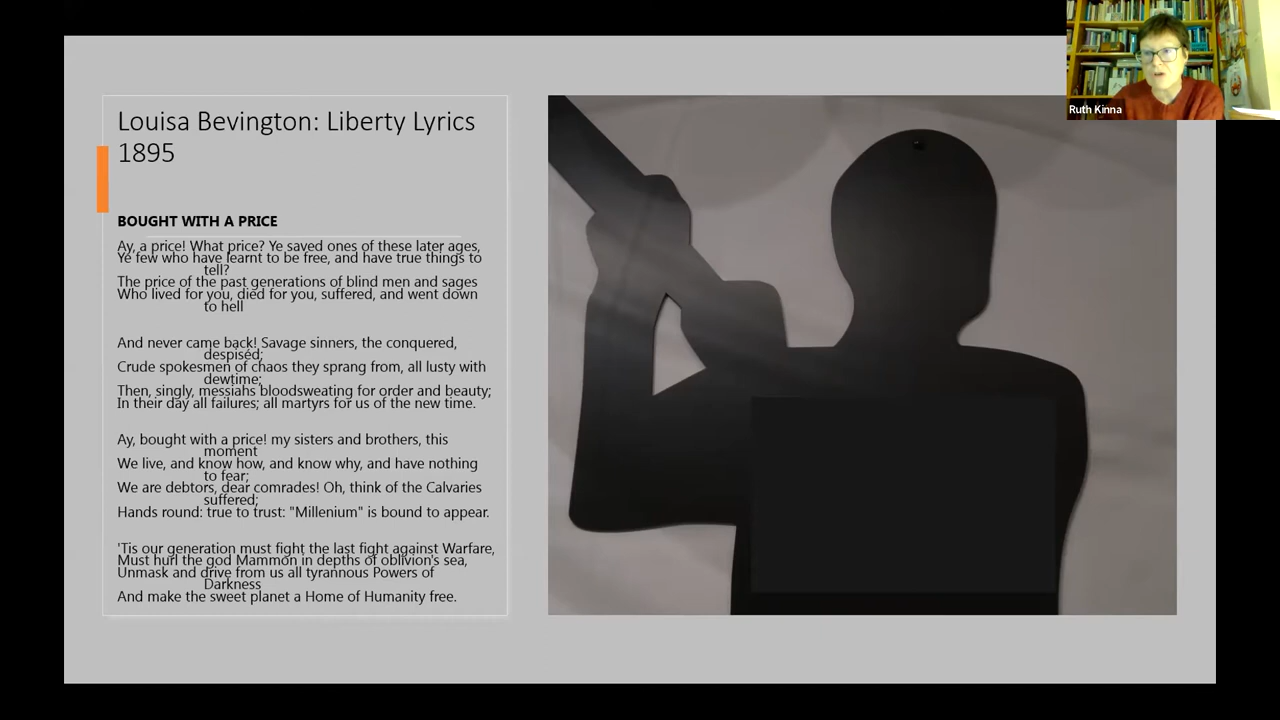 Louisa Bevington: Liberty Lyrics
1895
BOUGHT WITH A PRICE
Ay, a price! What price? Ye saved ones of these later ages,
Ye few who have learnt to be free, and have true things to
tell?
The price of the past generations of blind men and sages
Who lived for you, died for you, suffered, and went down
to hell
And never came back! Savage sinners, the conquered,
despised;
Crude spokesmen of chaos they sprang from, all lusty with
dewtime;
Then, singly, messiahs bloodsweating for order and beauty;
In their day all failures; all martyrs for us of the new time.
Ay, bought with a price! my sisters and brothers, this
moment
We live, and know how, and know why, and have nothing
to fear;
We are debtors, dear comrades! Oh, think of the Calvaries
suffered;
Hands round: true to trust: "Millenium" is bound to appear.
'Tis our generation must fight the last fight against Warfare,
Must hurl the god Mammon in depths of oblivion's sea,
Unmask and drive from us all tyrannous Powers of
Darkness
And make the sweet planet a Home of Humanity free.
Ruth Kinna